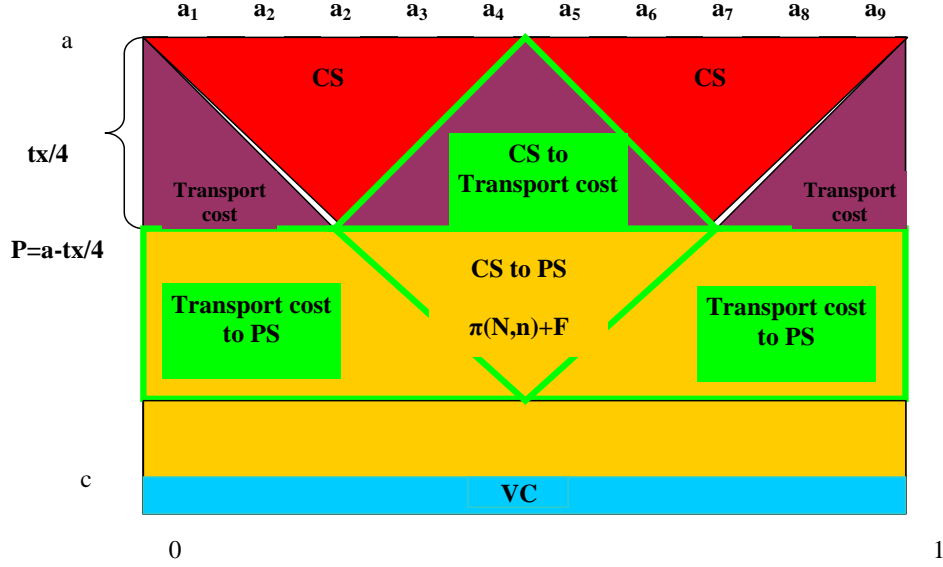 a1 a2 a2 a3 a4 a5 a6 a7 a8 a9
a
CS
CS
tx/4
CS to
Transport cost
Transport
cost
Transport
cost
P=a-tx/4
CS to PS
Transport cost
to PS
π(N,n)+F
Transport cost
to PS
c
VC
0
1